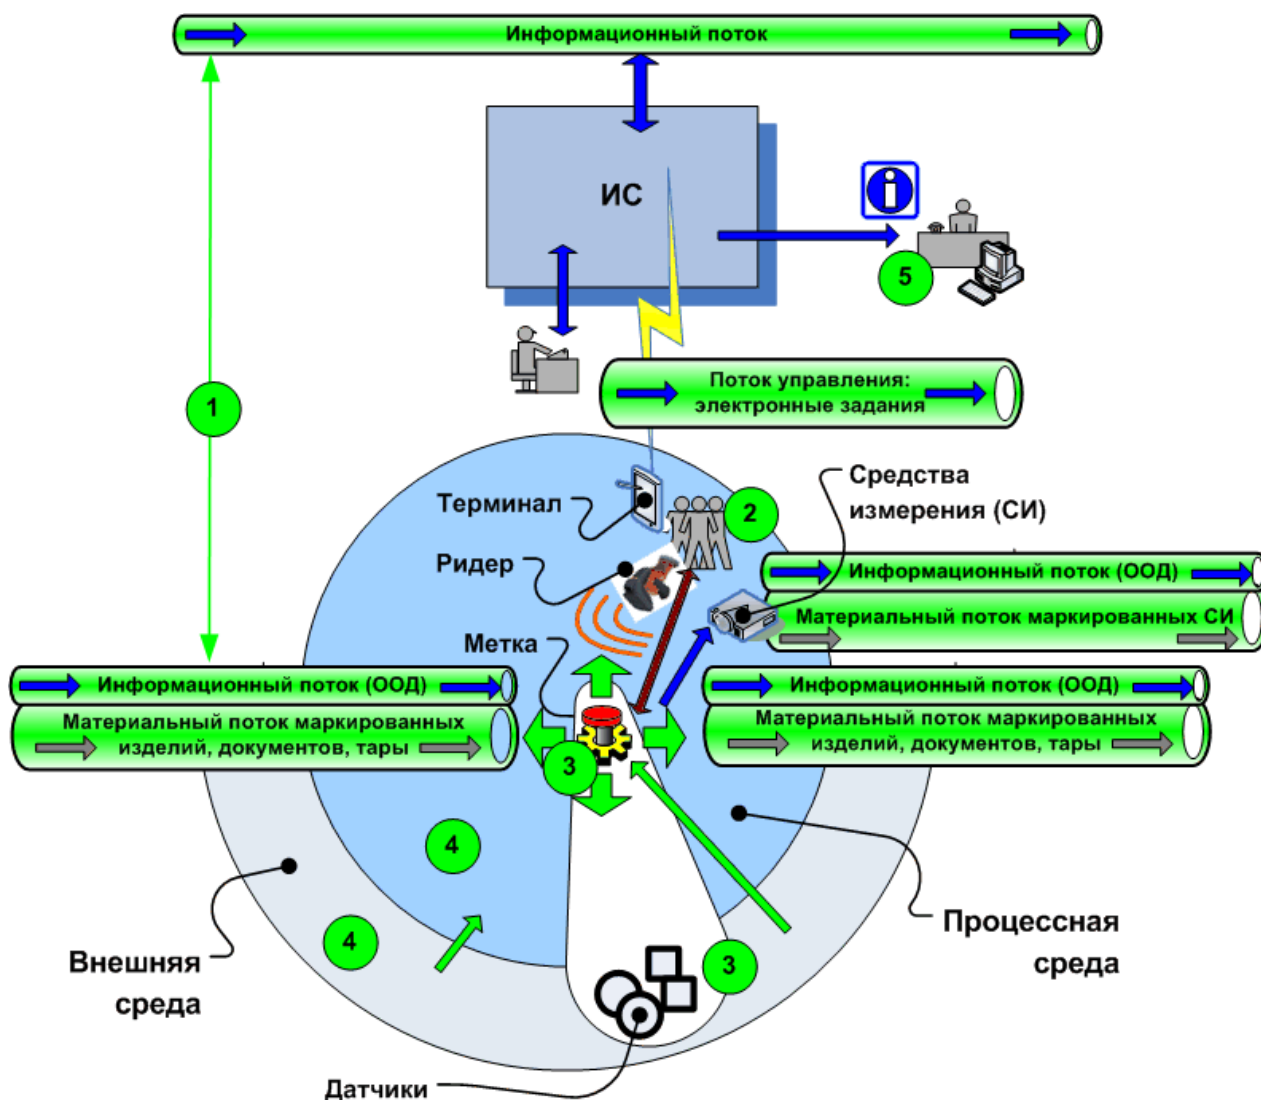 Информационный поток
ИС
5
Поток управления:
электронные задания
1
Средства
измерения (СИ)
Терминал
2
Ридер
Информационный поток (ООД)
Материальный поток маркированных СИ
Метка
Информационный поток (ООД)
Материальный поток маркированных
изделий, документов, тары
Информационный поток (ООД)
Материальный поток маркированных
изделий, документов, тары
3
4
4
3
Процессная
среда
Внешняя
среда
Датчики